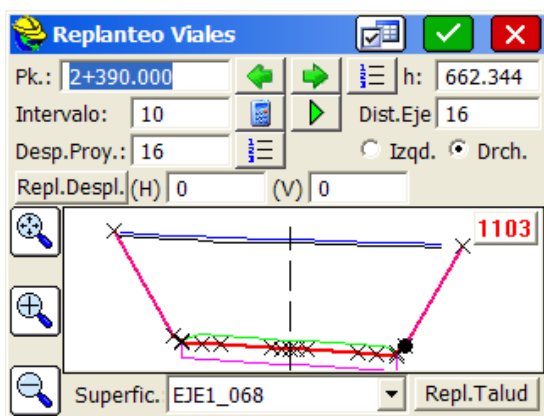 Replanteo Viales
Pk.: 2+390.000 h: 662.344
Intervalo: 10 Dist.Eje 16
Desp.Proy.: 16 Izqd. Drch.
Repl.Despl. (H) 0 (V) 0
1103
Superfic. EJE1_068 Repl.Talud